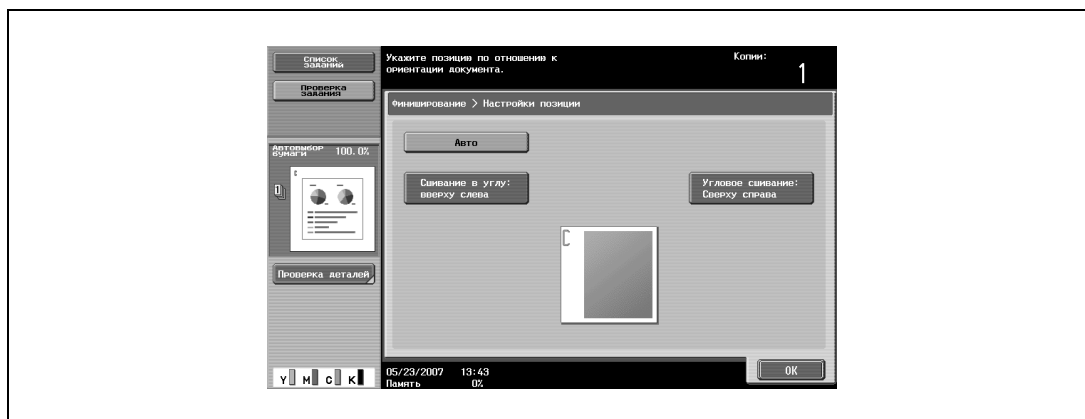 Список
заданий
Проверка
задания
Укажите позицию по отношению к
ориентации документа.
Копии:
1
Финиширование > Настройки позиции
Автовыбор
бумаги 100.0%
1
Авто
Сшивание в углу:
вверху слева
Угловое сшивание:
Сверху справа
Проверка деталей
Y M C K
05/23/2007 13:43
Память 0%
OK